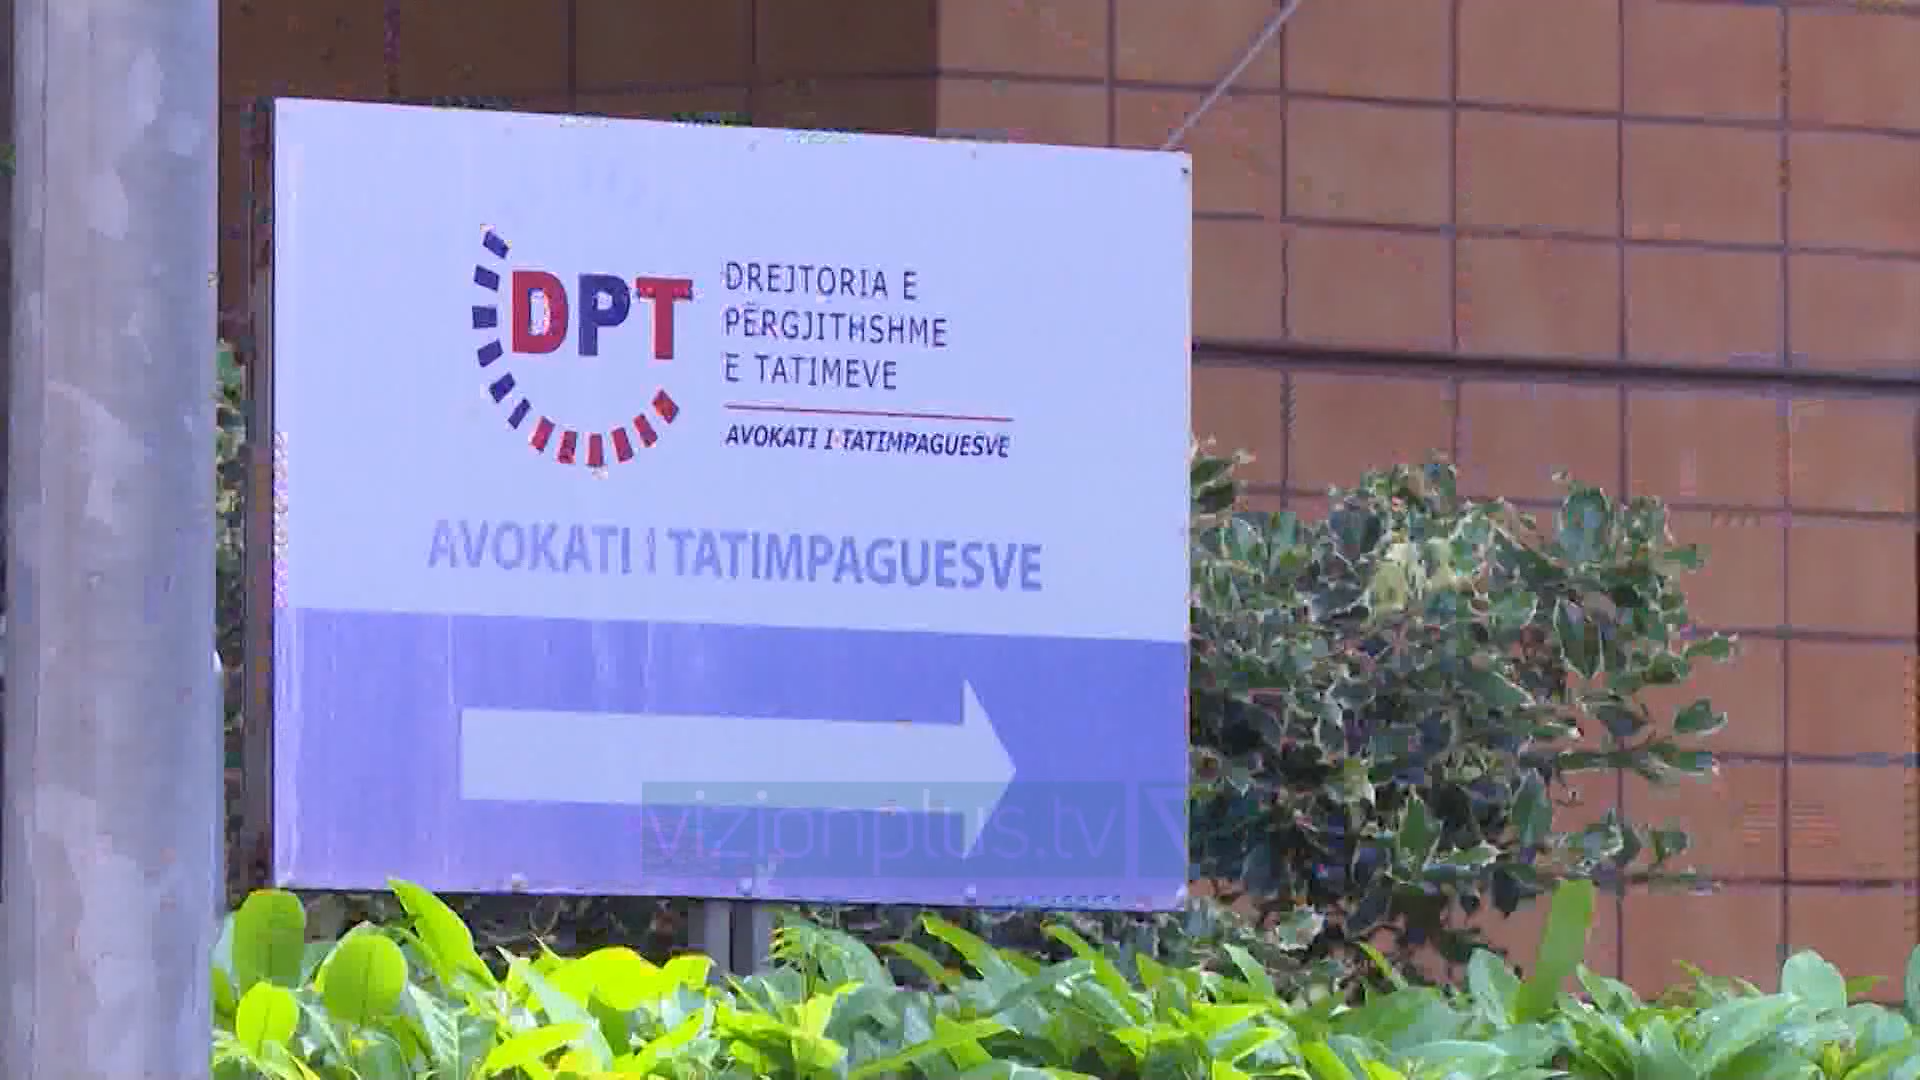 DPT
DREJTORIA E
PËRGJITHSHME
E TATIMEVE
AVOKATI I TATIMPAGUESVE
AVOKATI I TATIMPAGUESVE
vizionplus.tv